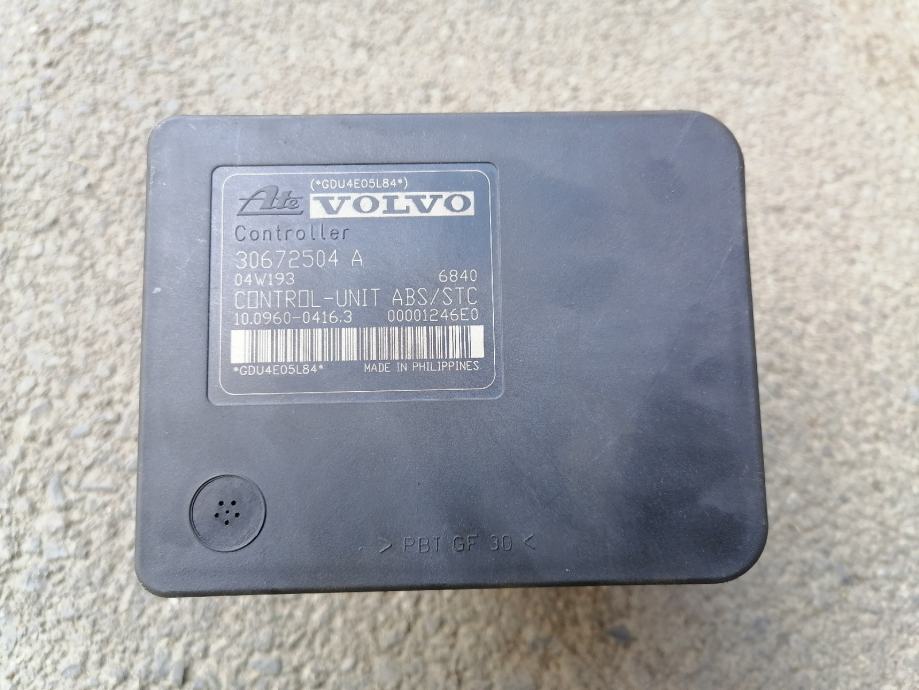 (*GDU4E05L84*)
Ate VOLVO
Controller
30672504 A
04W193 6840
CONTROL-UNIT ABS/STC
10.0960-0416.3 00001246E0
*GDU4E05L84* MADE IN PHILIPPINES
> PBT GF 30 <